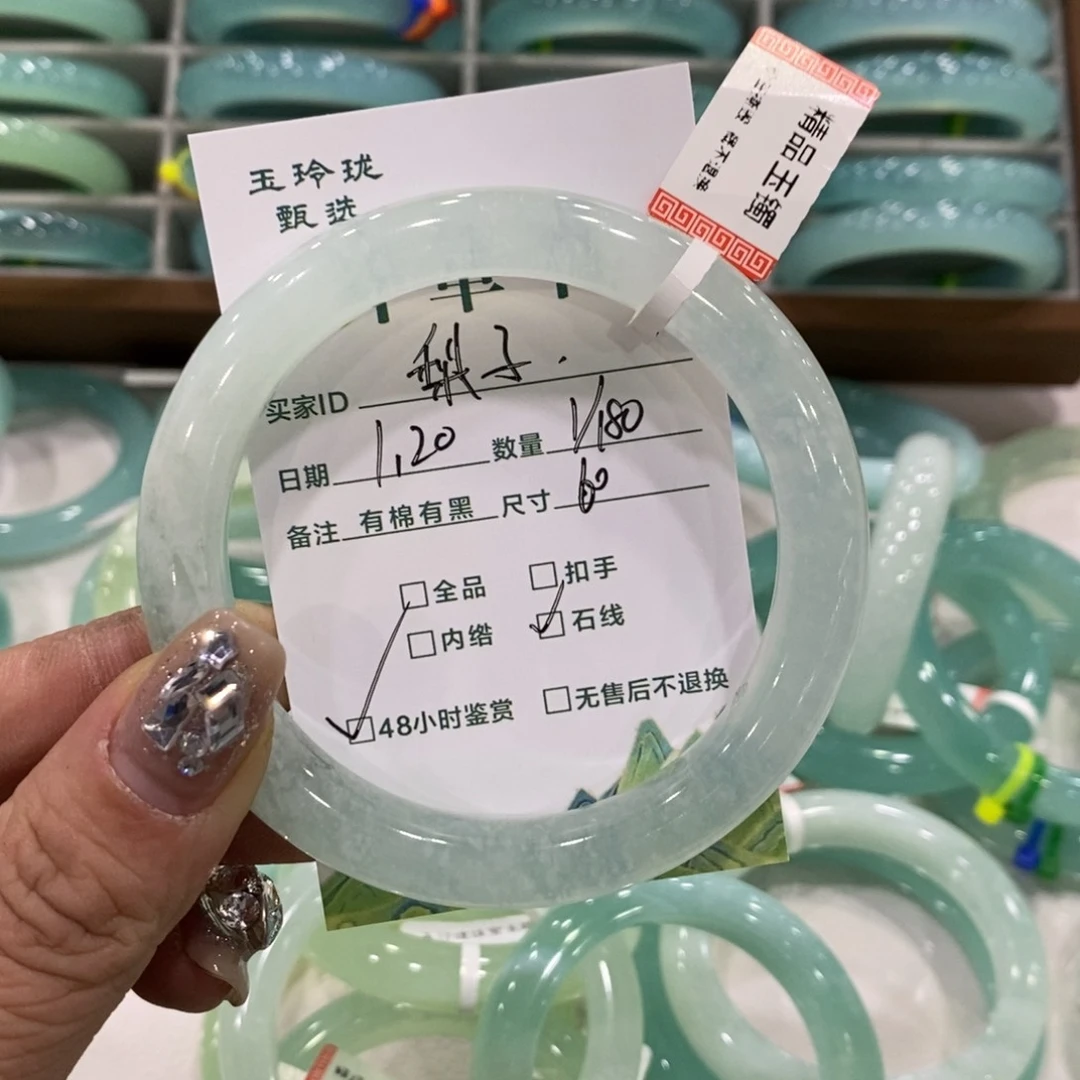 玉玲珑
甄选
精品玉镯
买家ID 梨子.
日期 1.20 数量 1/180
备注 有棉有黑 尺寸 60
全品 扣手
内绺 石线
48小时鉴赏 无售后不退换